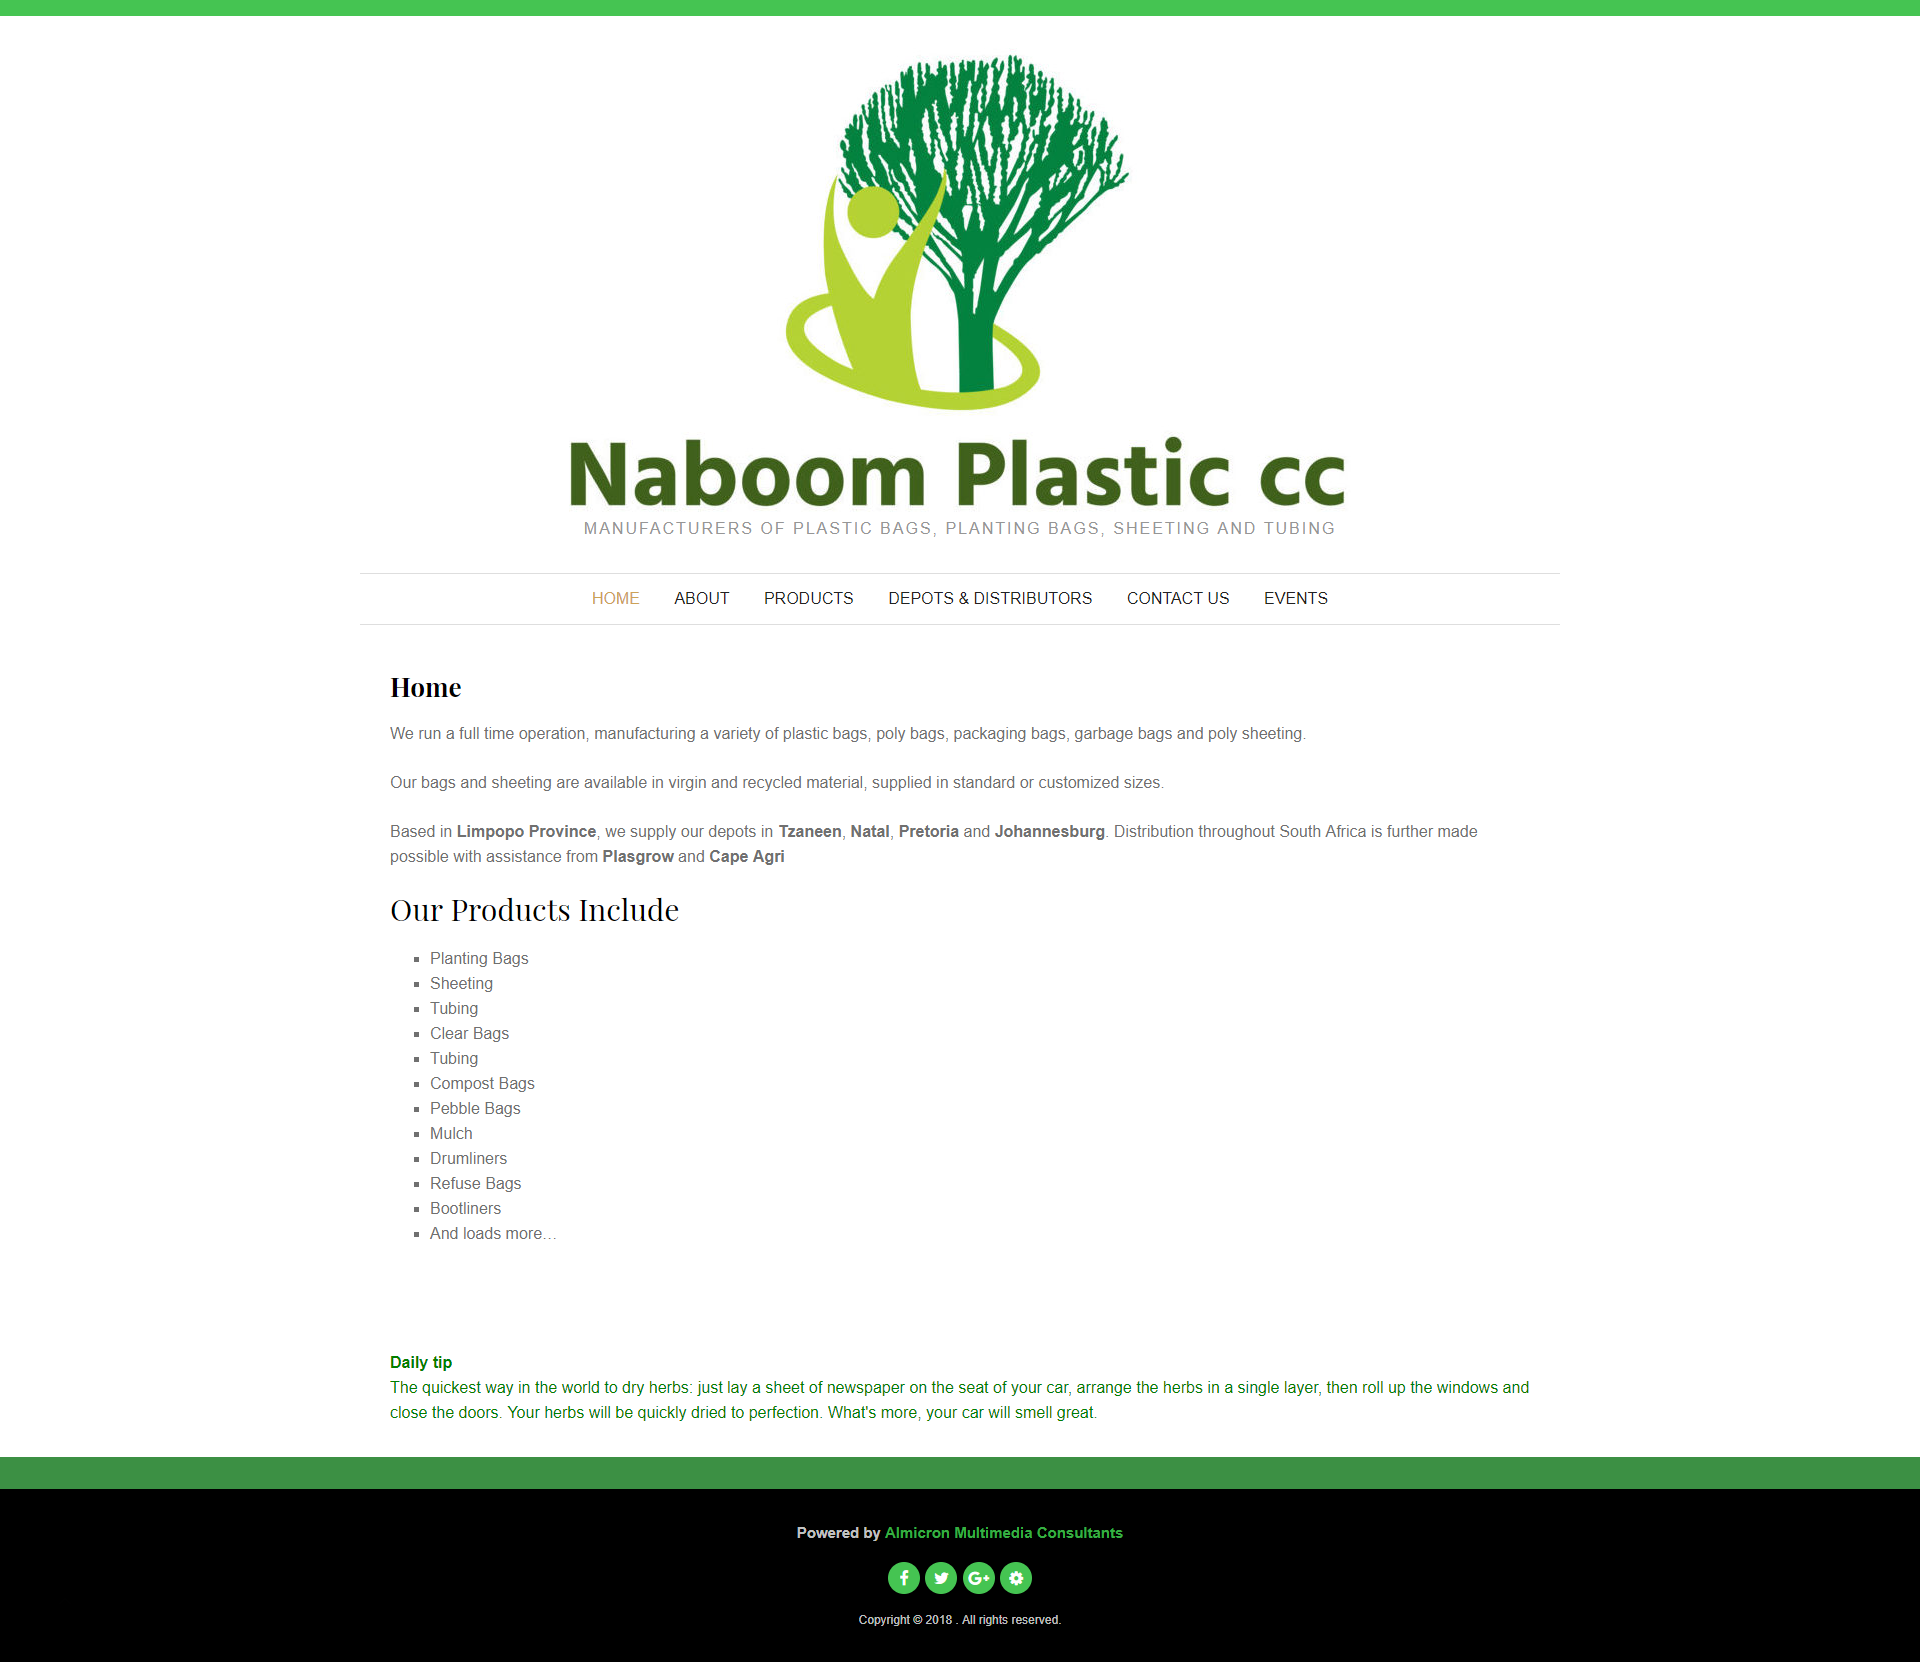 Naboom Plastic cc
MANUFACTURERS OF PLASTIC BAGS, PLANTING BAGS, SHEETING AND TUBING
HOME ABOUT PRODUCTS DEPOTS & DISTRIBUTORS CONTACT US EVENTS
Home
We run a full time operation, manufacturing a variety of plastic bags, poly bags, packaging bags, garbage bags and poly sheeting.
Our bags and sheeting are available in virgin and recycled material, supplied in standard or customized sizes.
Based in Limpopo Province, we supply our depots in Tzaneen, Natal, Pretoria and Johannesburg. Distribution throughout South Africa is further made
possible with assistance from Plasgrow and Cape Agri
Our Products Include
Planting Bags
Sheeting
Tubing
Clear Bags
Tubing
Compost Bags
Pebble Bags
Mulch
Drumliners
Refuse Bags
Bootliners
And loads more…
Daily tip
The quickest way in the world to dry herbs: just lay a sheet of newspaper on the seat of your car, arrange the herbs in a single layer, then roll up the windows and
close the doors. Your herbs will be quickly dried to perfection. What's more, your car will smell great.
Powered by Almicron Multimedia Consultants
Copyright © 2018 . All rights reserved.